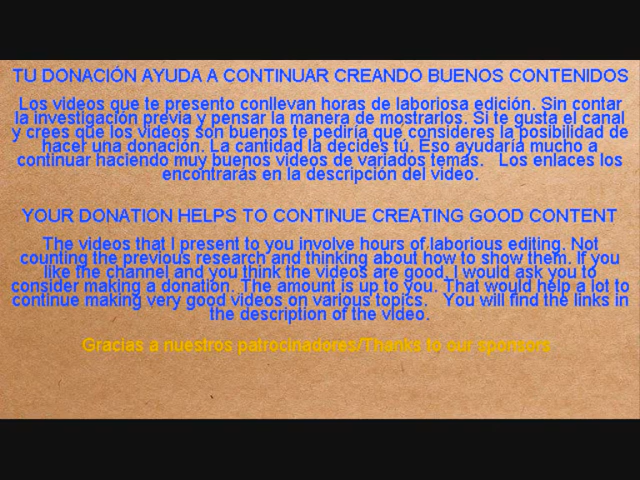 TU DONACIÓN AYUDA A CONTINUAR CREANDO BUENOS CONTENIDOS
Los videos que te presento conllevan horas de laboriosa edición. Sin contar
la investigación previa y pensar la manera de mostrarlos. Si te gusta el canal
y crees que los videos son buenos te pediría que consideres la posibilidad de
hacer una donación. La cantidad la decides tú. Eso ayudaría mucho a
continuar haciendo muy buenos videos de variados temas. Los enlaces los
encontrarás en la descripción del video.
YOUR DONATION HELPS TO CONTINUE CREATING GOOD CONTENT
The videos that I present to you involve hours of laborious editing. Not
counting the previous research and thinking about how to show them. If you
like the channel and you think the videos are good, I would ask you to
consider making a donation. The amount is up to you. That would help a lot to
continue making very good videos on various topics. You will find the links in
the description of the video.
Gracias a nuestros patrocinadores/Thanks to our sponsors